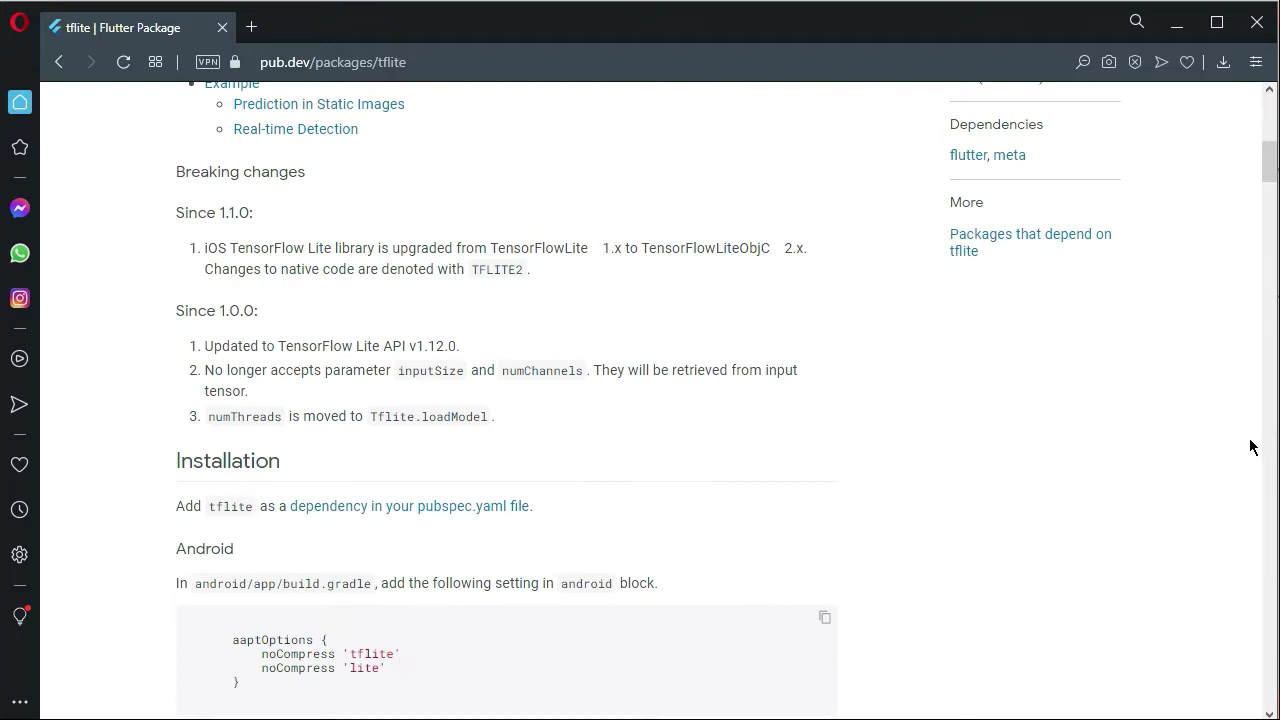 tflite | Flutter Package
VPN
pub.dev/packages/tflite
Example
Prediction in Static Images
Real-time Detection
Breaking changes
Since 1.1.0:
1. iOS TensorFlow Lite library is upgraded from TensorFlowLite 1.x to TensorFlowLiteObjC 2.x.
Changes to native code are denoted with TFLITE2.
Since 1.0.0:
1. Updated to TensorFlow Lite API v1.12.0.
2. No longer accepts parameter inputSize and numChannels. They will be retrieved from input
tensor.
3. numThreads is moved to Tflite.loadModel.
Installation
Add tflite as a dependency in your pubspec.yaml file.
Android
In android/app/build.gradle, add the following setting in android block.
aaptOptions {
noCompress 'tflite'
noCompress 'lite'
}
Dependencies
flutter, meta
More
Packages that depend on
tflite